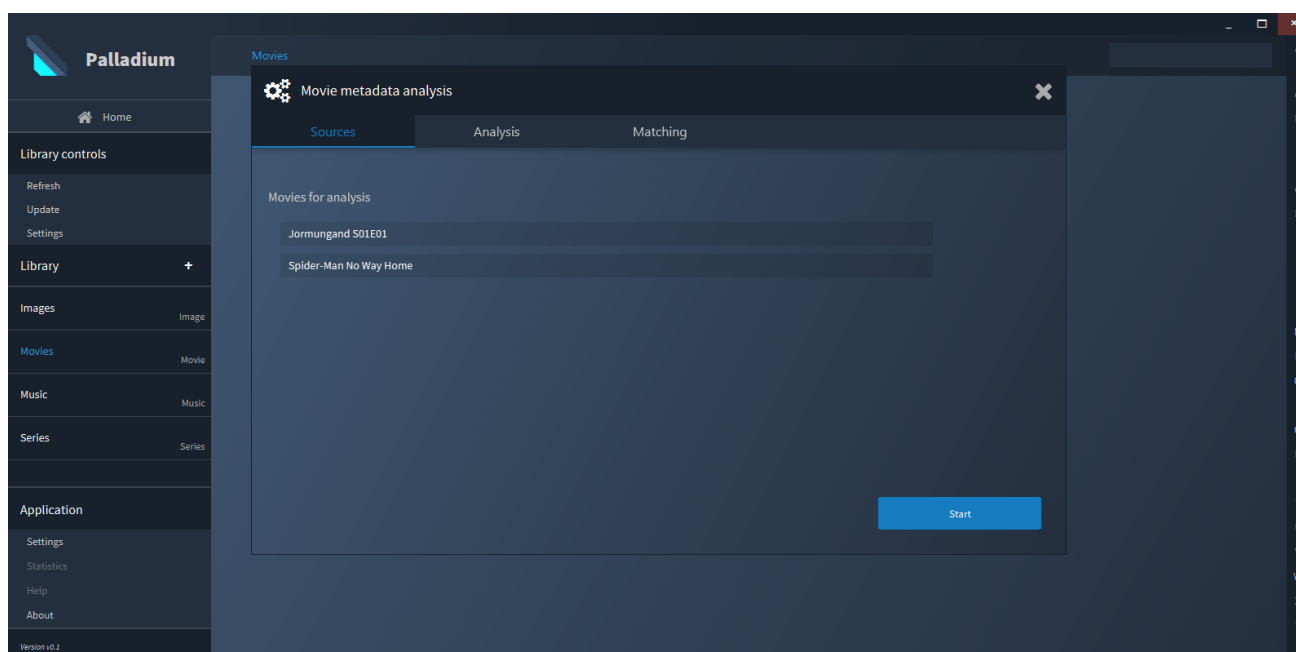 Palladium
Movies
Movie metadata analysis
Home
Sources Analysis Matching
Library controls
Refresh
Update
Settings
Movies for analysis
Jormungand S01E01
Spider-Man No Way Home
Library +
Images
Image
Movies
Movie
Music
Music
Series
Series
Application
Start
Settings
Statistics
Help
About
Version v0.1